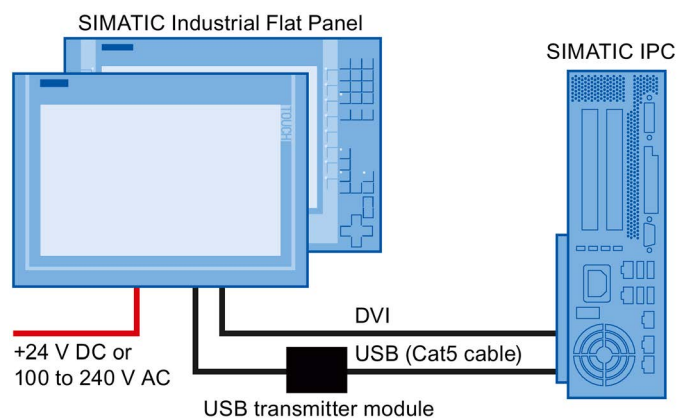 SIMATIC Industrial Flat Panel
SIMATIC IPC
TOUCH
DVI
+24 V DC or
100 to 240 V AC
USB (Cat5 cable)
USB transmitter module